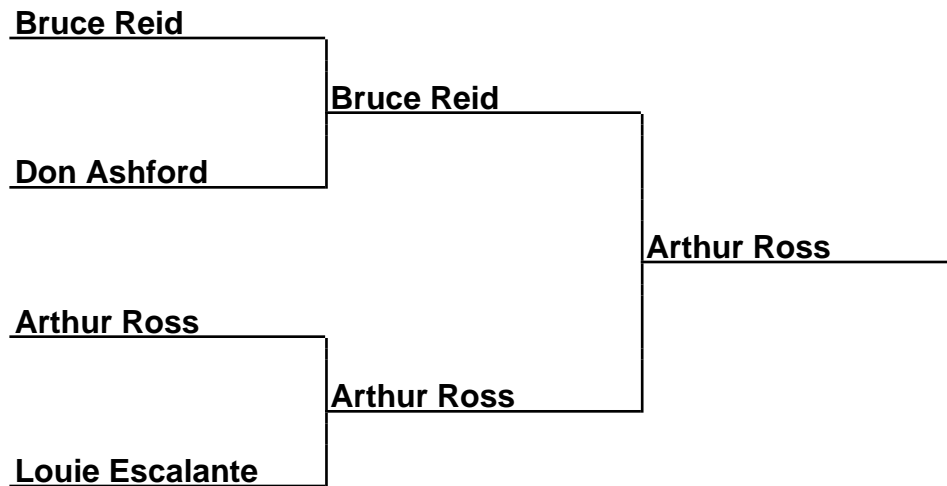 Bruce Reid
Bruce Reid
Don Ashford
Arthur Ross
Arthur Ross
Arthur Ross
Louie Escalante